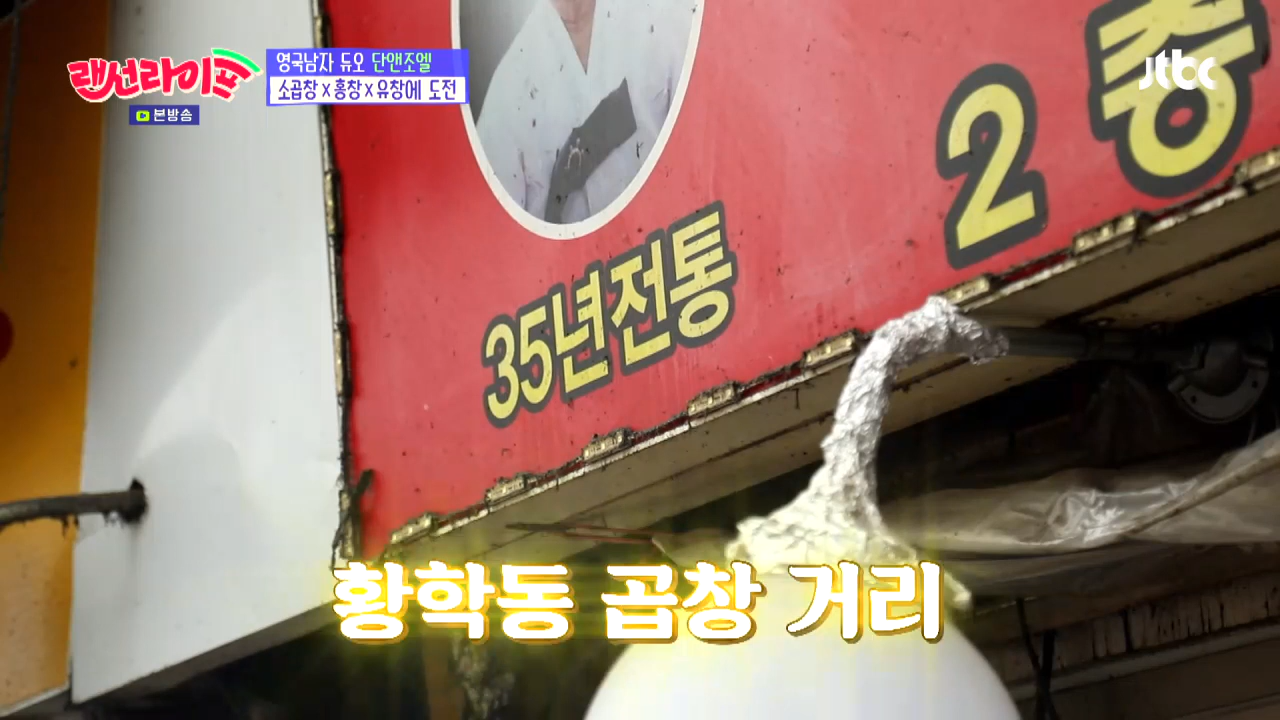 랜선라이프
본방송
영국남자 듀오 단앤조엘
소곱창 x 홍창 x 유창에 도전
jtbc
2층
35년전통
황학동 곱창 거리